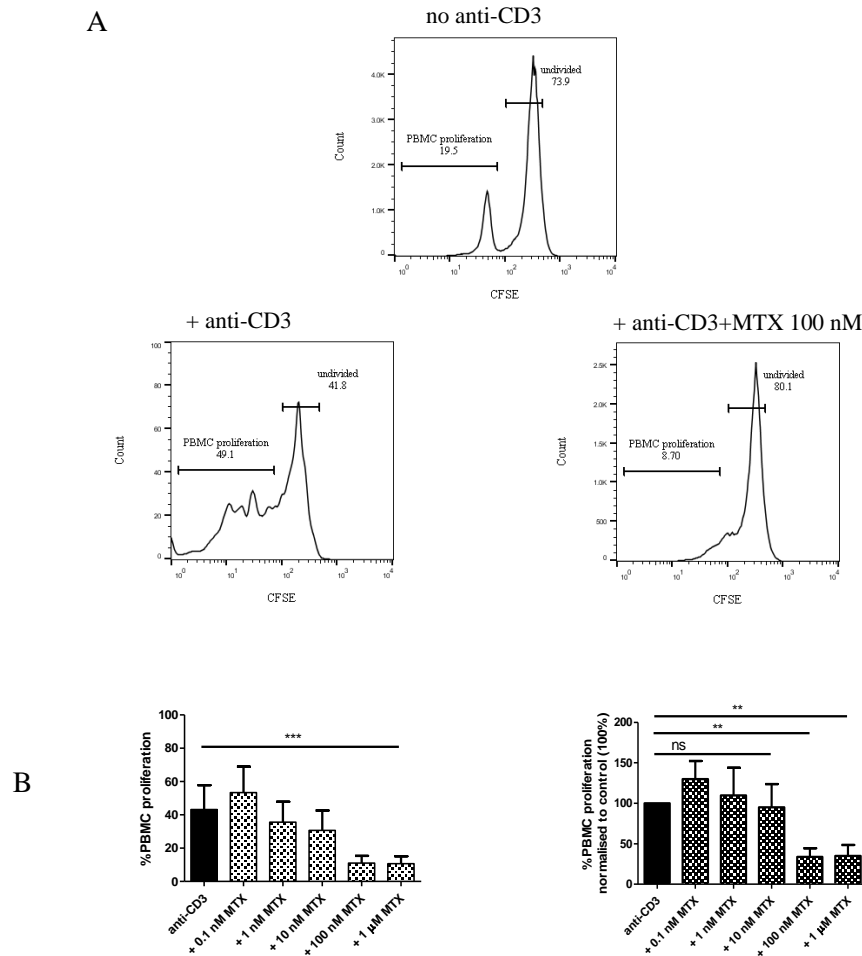 A
no anti-CD3
Count
4.0K
3.0K
2.0K
1.0K
0
undivided
73.9
PBMC proliferation
19.5
10^0 10^1 10^2 10^3 10^4
CFSE
+ anti-CD3
Count
100
80
60
40
20
0
undivided
41.8
PBMC proliferation
49.1
10^0 10^1 10^2 10^3 10^4
CFSE
+ anti-CD3+MTX 100 nM
Count
2.5K
2.0K
1.5K
1.0K
500
0
undivided
80.1
PBMC proliferation
8.70
10^0 10^1 10^2 10^3 10^4
CFSE
B
%PBMC proliferation
100
80
60
40
20
0
***
anti-CD3
+ 0.1 nM MTX
+ 1 nM MTX
+ 10 nM MTX
+ 100 nM MTX
+ 1 µM MTX
%PBMC proliferation
normalised to control (100%)
200
150
100
50
0
**
**
ns
anti-CD3
+ 0.1 nM MTX
+ 1 nM MTX
+ 10 nM MTX
+ 100 nM MTX
+ 1 µM MTX